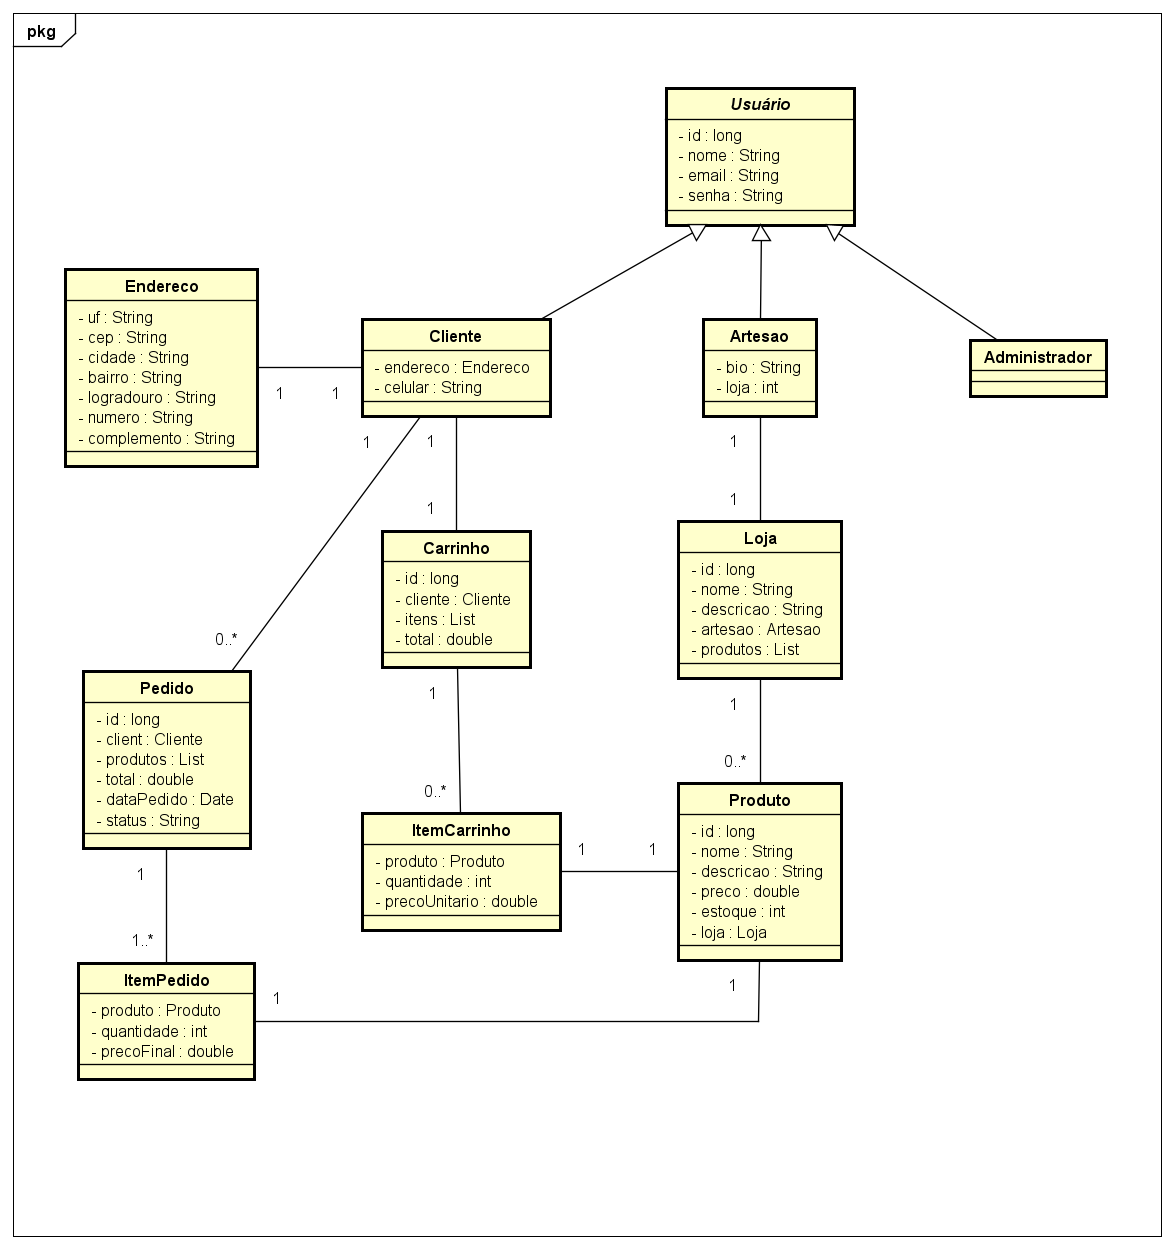 pkg
Usuário
- id : long
- nome : String
- email : String
- senha : String
Endereco
- uf : String
- cep : String
- cidade : String
- bairro : String
- logradouro : String
- numero : String
- complemento : String
1
1
Cliente
- endereco : Endereco
- celular : String
Artesao
- bio : String
- loja : int
Administrador
1
1
1
1
1
0..*
Carrinho
- id : long
- cliente : Cliente
- itens : List
- total : double
Loja
- id : long
- nome : String
- descricao : String
- artesao : Artesao
- produtos : List
Pedido
- id : long
- client : Cliente
- produtos : List
- total : double
- dataPedido : Date
- status : String
1
0..*
1
0..*
ItemCarrinho
- produto : Produto
- quantidade : int
- precoUnitario : double
1
1
Produto
- id : long
- nome : String
- descricao : String
- preco : double
- estoque : int
- loja : Loja
1
1..*
ItemPedido
- produto : Produto
- quantidade : int
- precoFinal : double
1
1